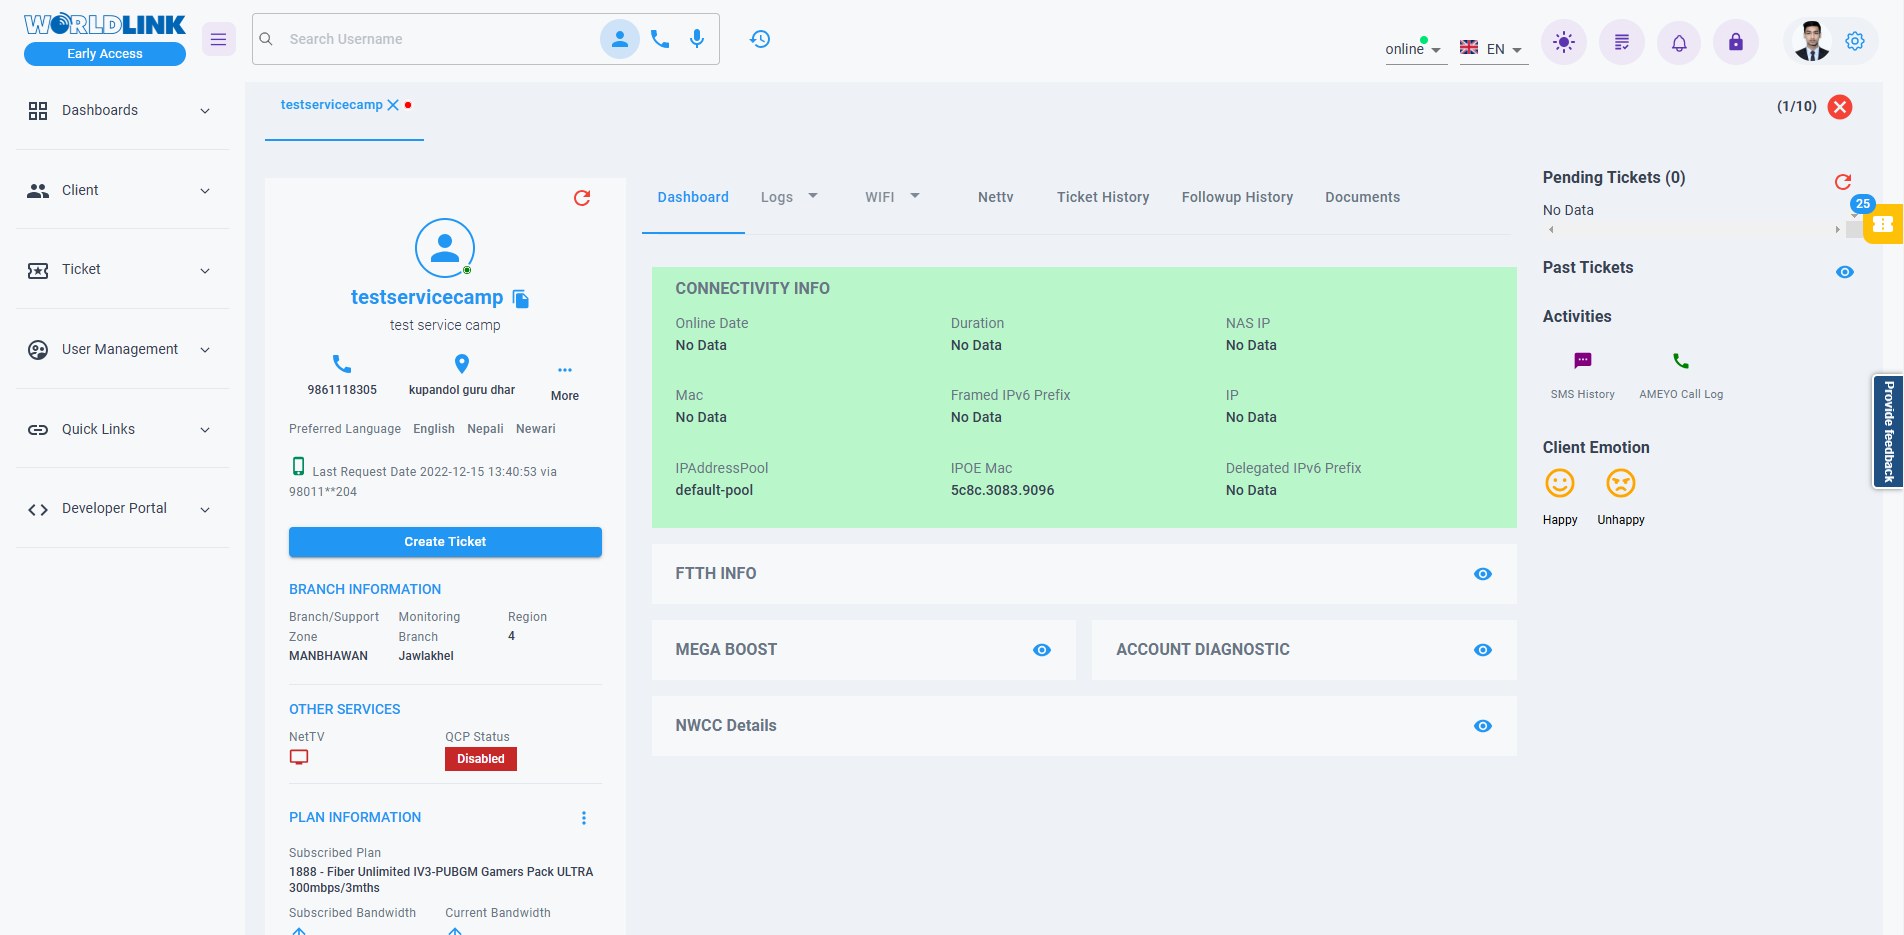 WORLDLINK
Early Access
Search Username
online
EN
Dashboards
Client
Ticket
User Management
Quick Links
Developer Portal
testservicecamp
(1/10)
testservicecamp
test service camp
9861118305
kupandol guru dhar
More
Preferred Language English Nepali Newari
Last Request Date 2022-12-15 13:40:53 via
98011**204
Create Ticket
BRANCH INFORMATION
Branch/Support Monitoring Region
Zone Branch 4
MANBHAWAN Jawlakhel
OTHER SERVICES
NetTV QCP Status
Disabled
PLAN INFORMATION
Subscribed Plan
1888 - Fiber Unlimited IV3-PUBGM Gamers Pack ULTRA
300mbps/3mths
Subscribed Bandwidth Current Bandwidth
Dashboard Logs WIFI Nettv Ticket History Followup History Documents
CONNECTIVITY INFO
Online Date Duration NAS IP
No Data No Data No Data
Mac Framed IPv6 Prefix IP
No Data No Data No Data
IPAddressPool IPOE Mac Delegated IPv6 Prefix
default-pool 5c8c.3083.9096 No Data
FTTH INFO
MEGA BOOST ACCOUNT DIAGNOSTIC
NWCC Details
Pending Tickets (0)
No Data
25
Past Tickets
Activities
SMS History AMEYO Call Log
Client Emotion
Happy Unhappy
Provide feedback